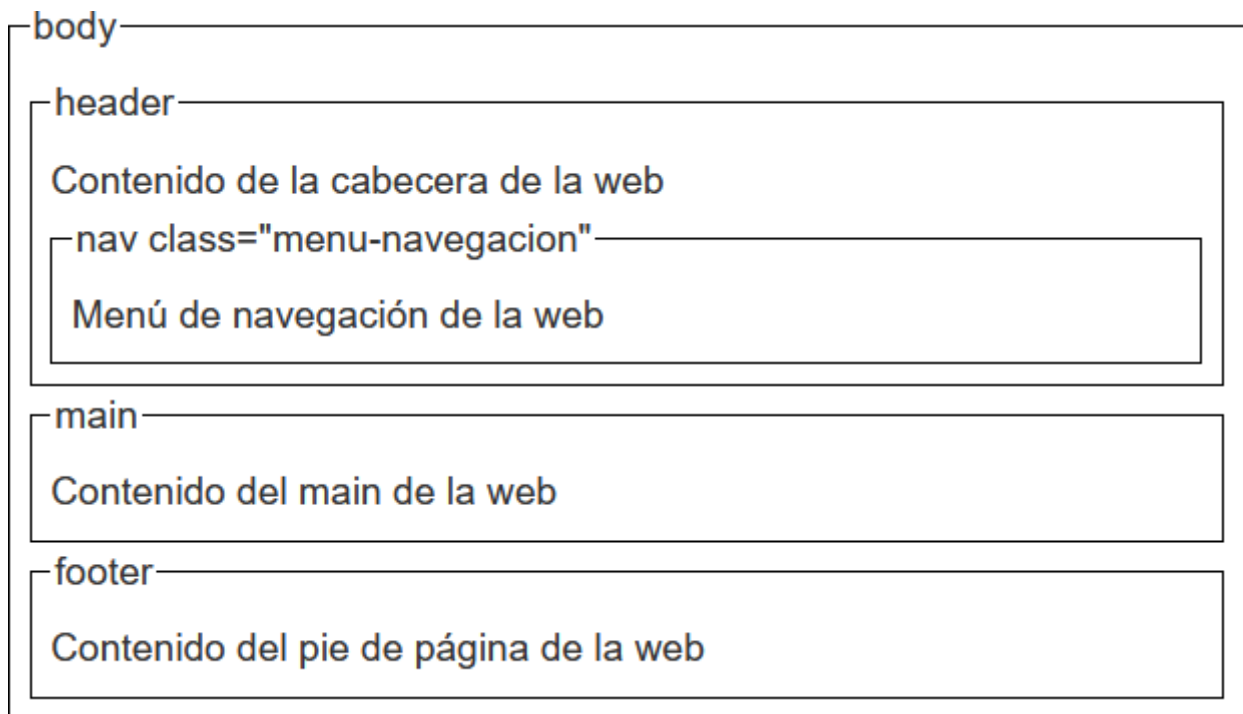 body
header
Contenido de la cabecera de la web
nav class="menu-navegacion"
Menú de navegación de la web
main
Contenido del main de la web
footer
Contenido del pie de página de la web